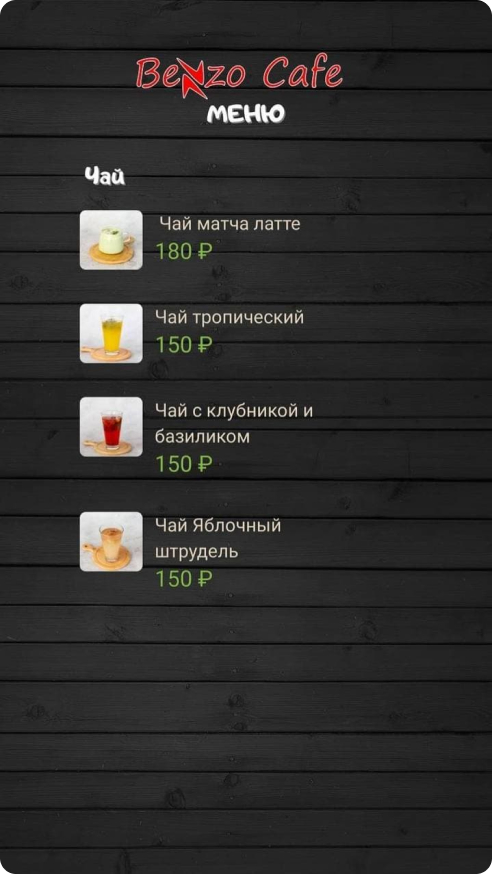 Benzo Cafe
МЕНЮ
Чай
Чай матча латте
180 ₽
Чай тропический
150 ₽
Чай с клубникой и
базиликом
150 ₽
Чай Яблочный
штрудель
150 ₽